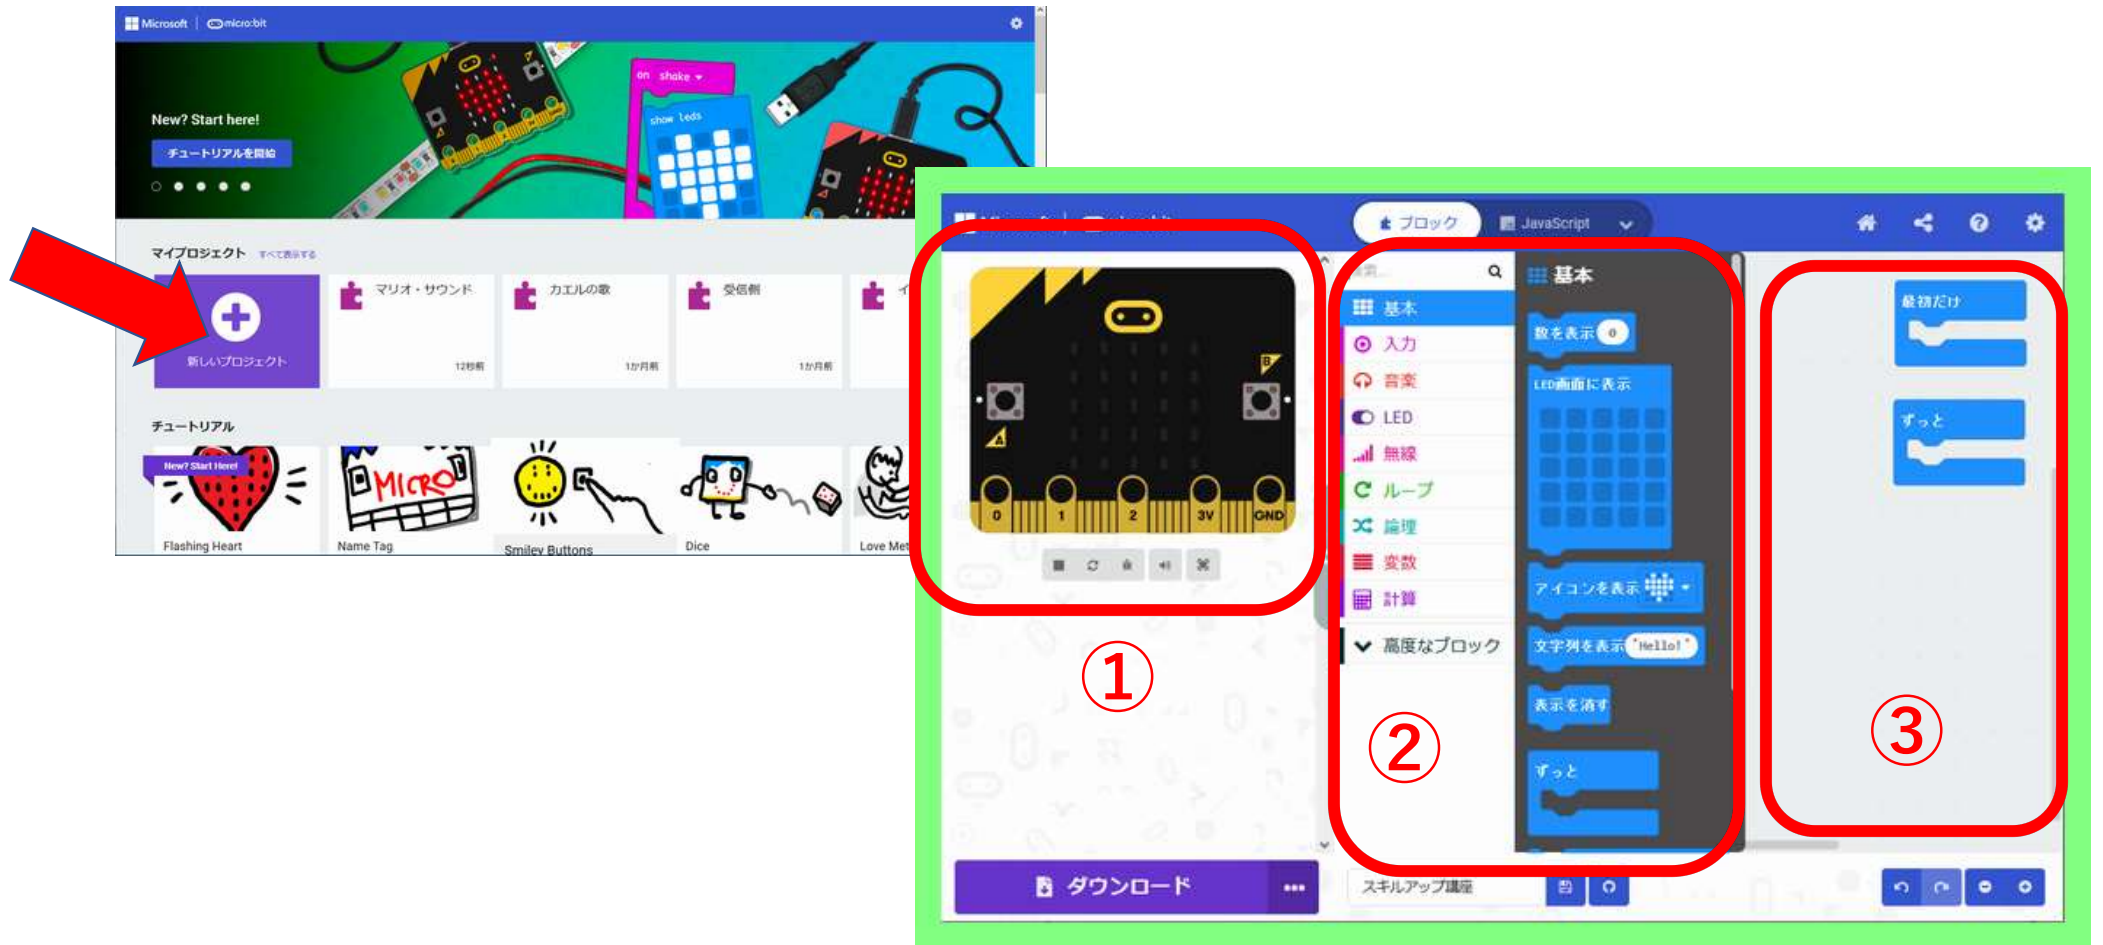 Microsoft micro:bit
New? Start here!
チュートリアルを開始
on shake
show leds
マイプロジェクト すべて表示する
新しいプロジェクト
マリオ・サウンド
12秒前
カエルの歌
1か月前
受信側
1か月前
イ
チュートリアル
New? Start Here!
MICRO
Flashing Heart
Name Tag
Smiley Buttons
Dice
Love Met
ブロック JavaScript
A
B
0 1 2 3V GND
①
ダウンロード
基本
入力
音楽
LED
無線
ループ
論理
変数
計算
高度なブロック
②
基本
数を表示 0
LED画面に表示
アイコンを表示
文字列を表示 "Hello!"
表示を消す
ずっと
最初だけ
ずっと
③
スキルアップ講座